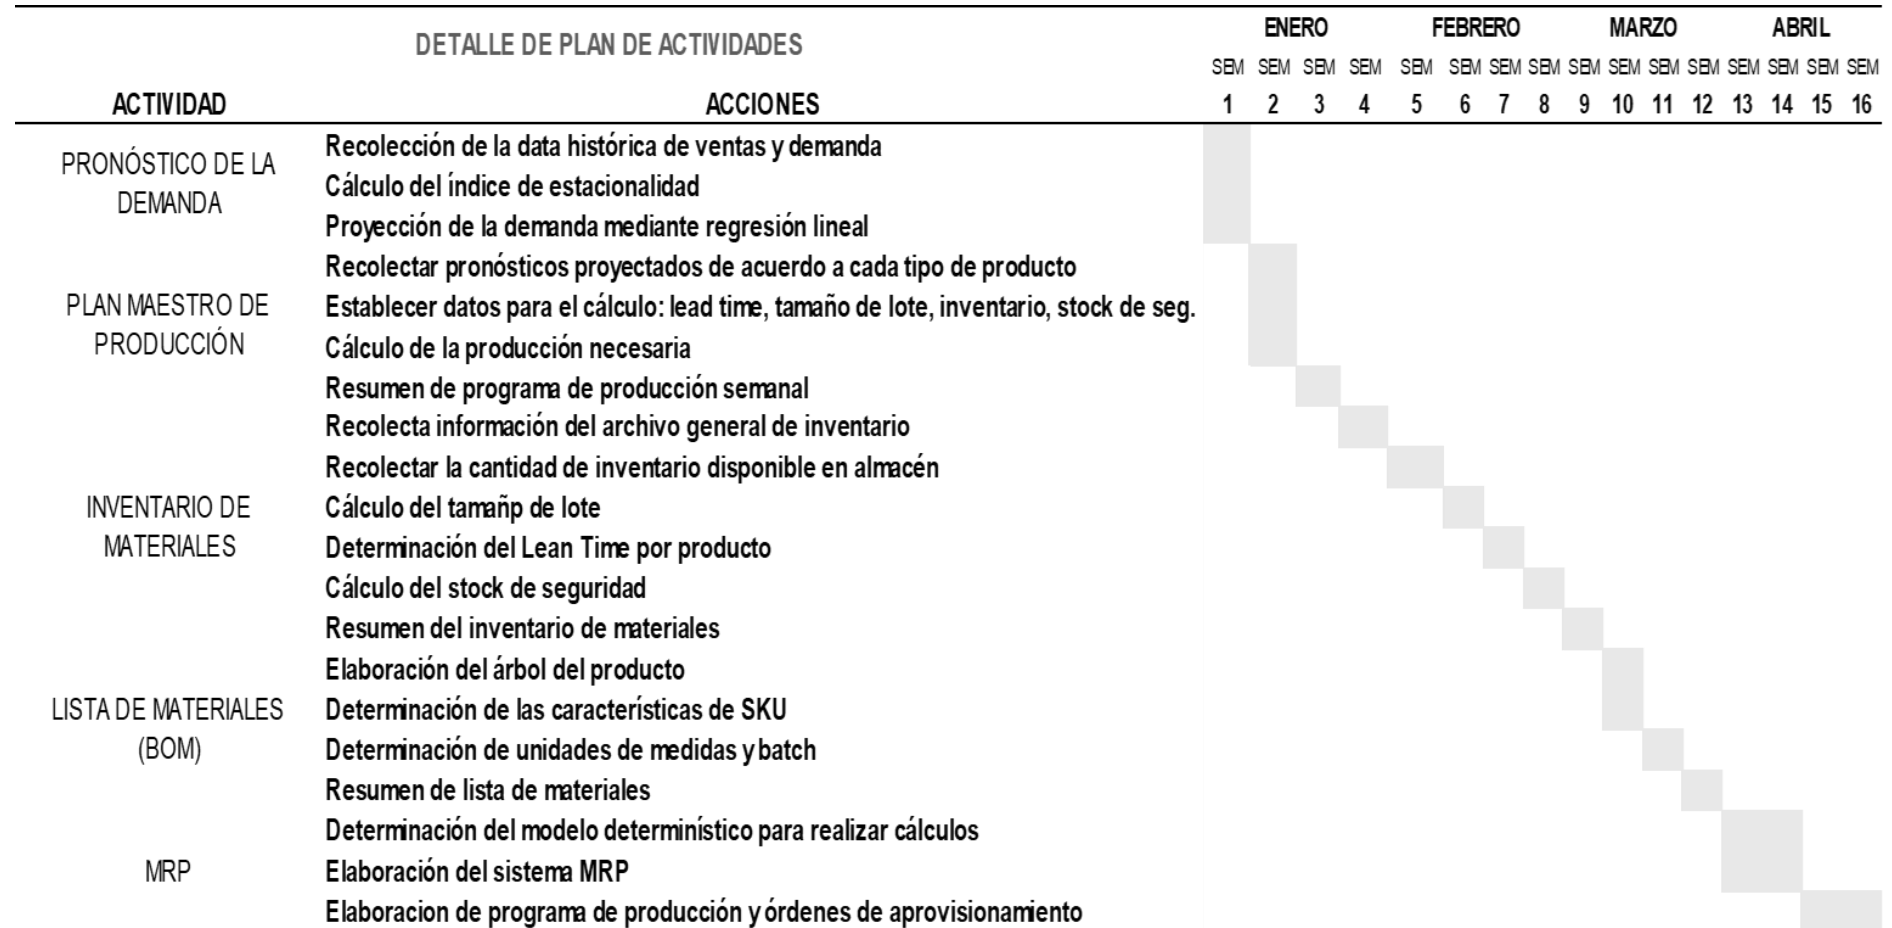 DETALLE DE PLAN DE ACTIVIDADES
ENERO FEBRERO MARZO ABRIL
SEM SEM SEM SEM SEM SEM SEM SEM SEM SEM SEM SEM SEM SEM SEM SEM
ACTIVIDAD ACCIONES 1 2 3 4 5 6 7 8 9 10 11 12 13 14 15 16
PRONÓSTICO DE LA
DEMANDA
Recolección de la data histórica de ventas y demanda
Cálculo del índice de estacionalidad
Proyección de la demanda mediante regresión lineal
PLAN MAESTRO DE
PRODUCCIÓN
Recolectar pronósticos proyectados de acuerdo a cada tipo de producto
Establecer datos para el cálculo: lead time, tamaño de lote, inventario, stock de seg.
Cálculo de la producción necesaria
Resumen de programa de producción semanal
INVENTARIO DE
MATERIALES
Recolecta información del archivo general de inventario
Recolectar la cantidad de inventario disponible en almacén
Cálculo del tamañp de lote
Determinación del Lean Time por producto
Cálculo del stock de seguridad
Resumen del inventario de materiales
LISTA DE MATERIALES
(BOM)
Elaboración del árbol del producto
Determinación de las características de SKU
Determinación de unidades de medidas y batch
Resumen de lista de materiales
MRP
Determinación del modelo determinístico para realizar cálculos
Elaboración del sistema MRP
Elaboracion de programa de producción y órdenes de aprovisionamiento